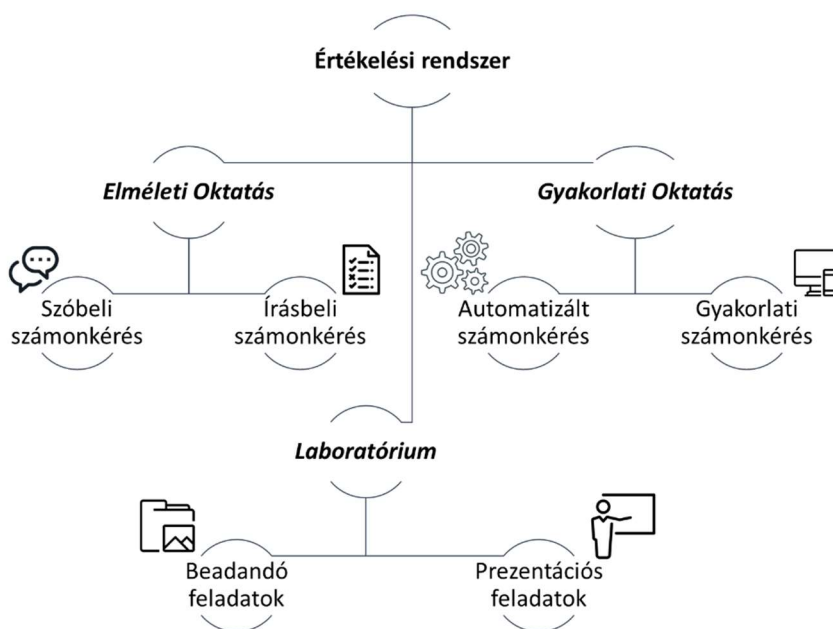 Értékelési rendszer
Elméleti Oktatás
Gyakorlati Oktatás
Szóbeli
számonkérés
Írásbeli
számonkérés
Automatizált
számonkérés
Gyakorlati
számonkérés
Laboratórium
Beadandó
feladatok
Prezentációs
feladatok